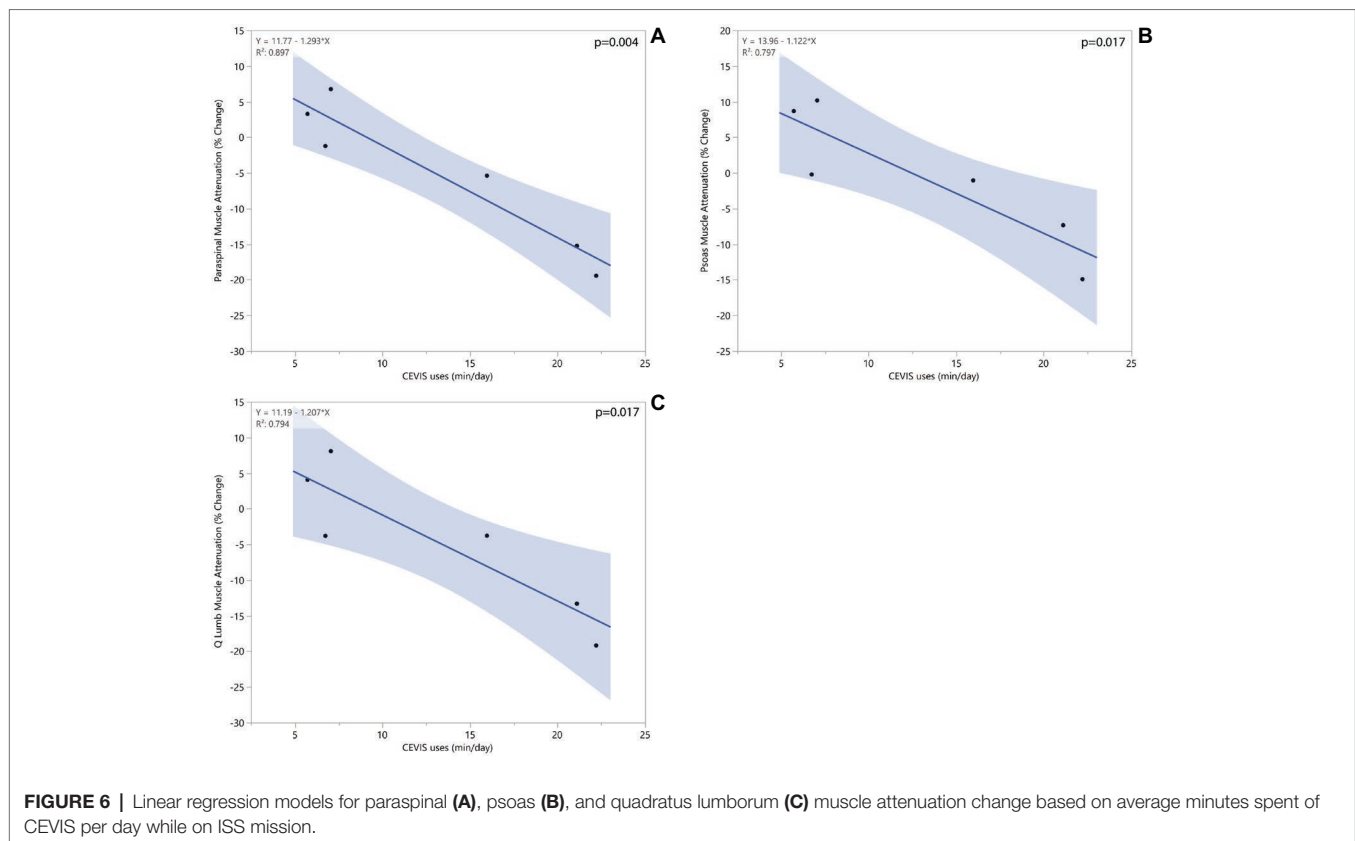 Y = 11.77 - 1.293*X
R²: 0.897
p=0.004
A
15
10
5
0
-5
-10
-15
-20
-25
-30
Paraspinal Muscle Attenuation (% Change)
5
10
15
20
25
CEVIS uses (min/day)
Y = 13.96 - 1.122*X
R²: 0.797
p=0.017
B
20
15
10
5
0
-5
-10
-15
-20
-25
Psoas Muscle Attenuation (% Change)
5
10
15
20
25
CEVIS uses (min/day)
Y = 11.19 - 1.207*X
R²: 0.794
p=0.017
C
15
10
5
0
-5
-10
-15
-20
-25
-30
Q Lumb Muscle Attenuation (% Change)
5
10
15
20
25
CEVIS uses (min/day)
FIGURE 6 | Linear regression models for paraspinal (A), psoas (B), and quadratus lumborum (C) muscle attenuation change based on average minutes spent of
CEVIS per day while on ISS mission.